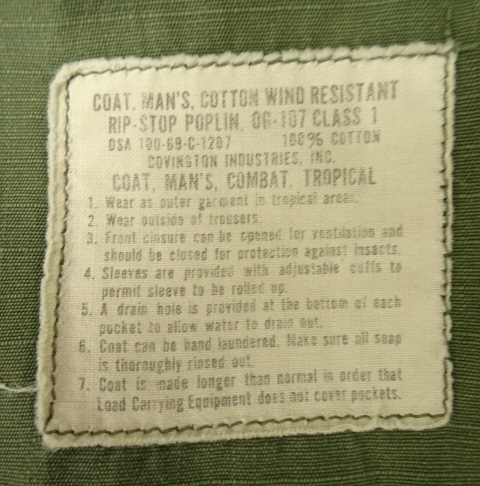 COAT, MAN'S, COTTON WIND RESISTANT
RIP-STOP POPLIN, OG-107 CLASS 1
DSA 100-69-C-1207 100% COTTON
COVINGTON INDUSTRIES, INC.
COAT, MAN'S, COMBAT, TROPICAL
1. Wear as outer garment in tropical areas.
2. Wear outside of trousers.
3. Front closure can be opened for ventilation and
should be closed for protection against insects.
4. Sleeves are provided with adjustable cuffs to
permit sleeve to be rolled up.
5. A drain hole is provided at the bottom of each
pocket to allow water to drain out.
6. Coat can be hand laundered. Make sure all soap
is thoroughly rinsed out.
7. Coat is made longer than normal in order that
Load Carrying Equipment does not cover pockets.